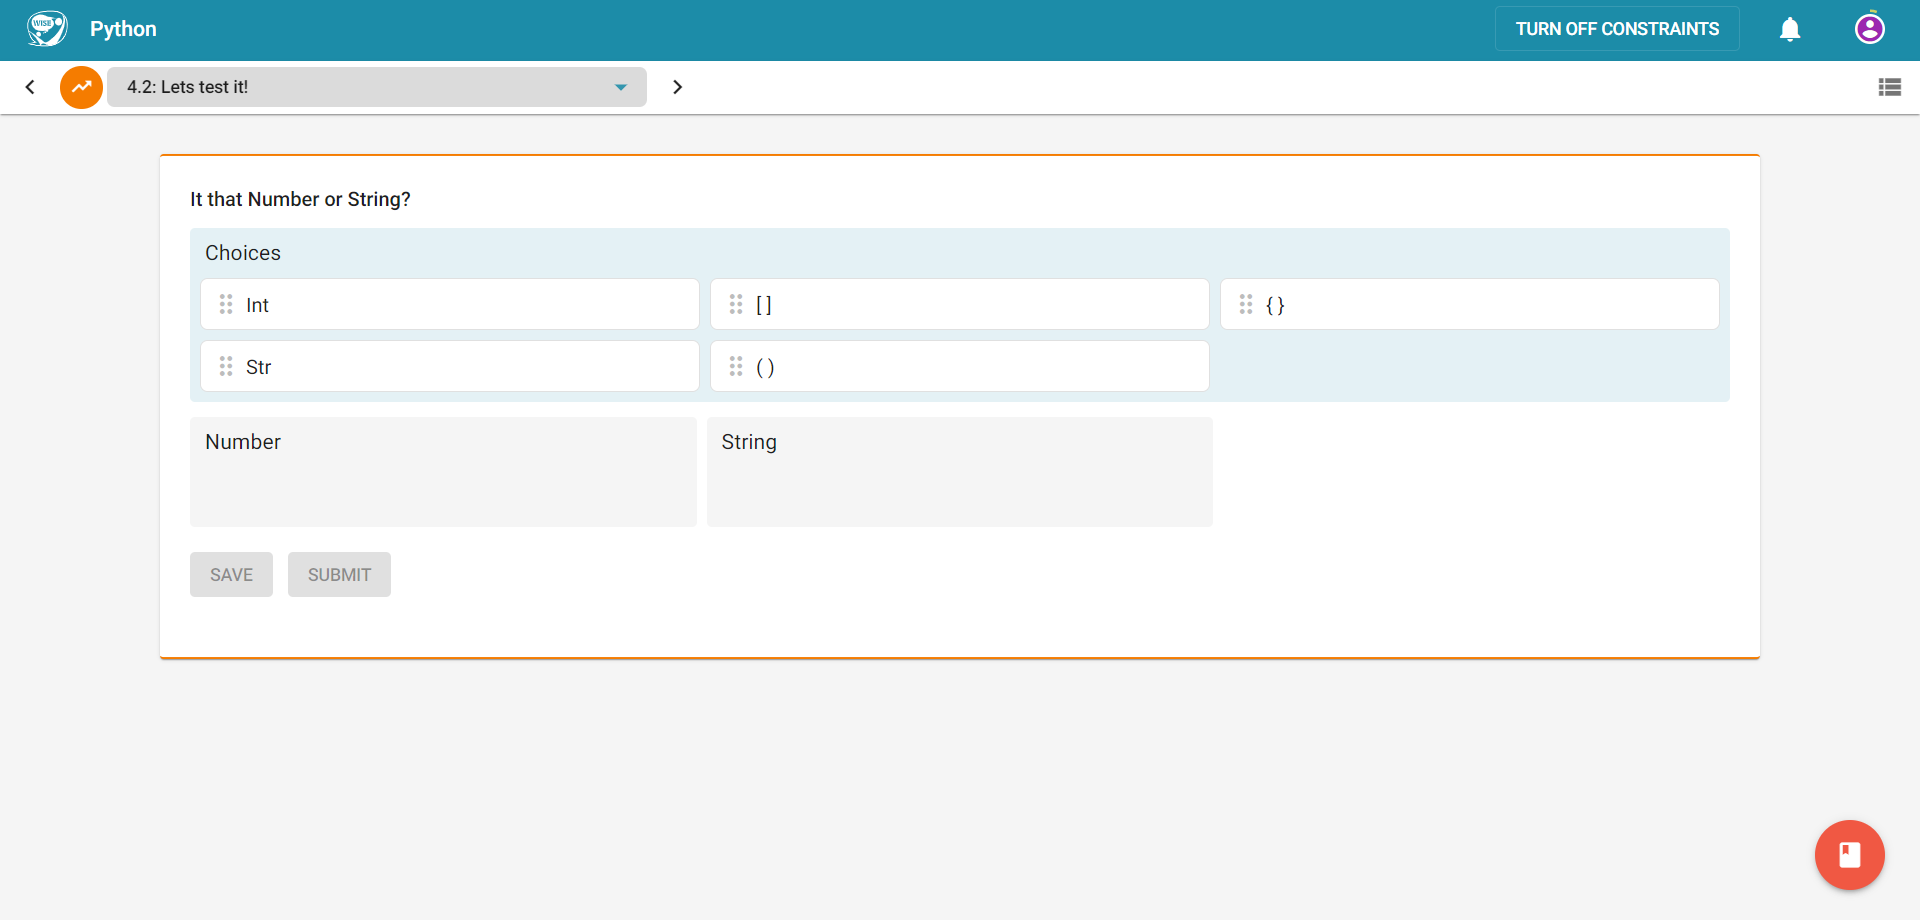 WISE
Python
TURN OFF CONSTRAINTS
4.2: Lets test it!
It that Number or String?
Choices
Int
[ ]
{ }
Str
( )
Number
String
SAVE
SUBMIT